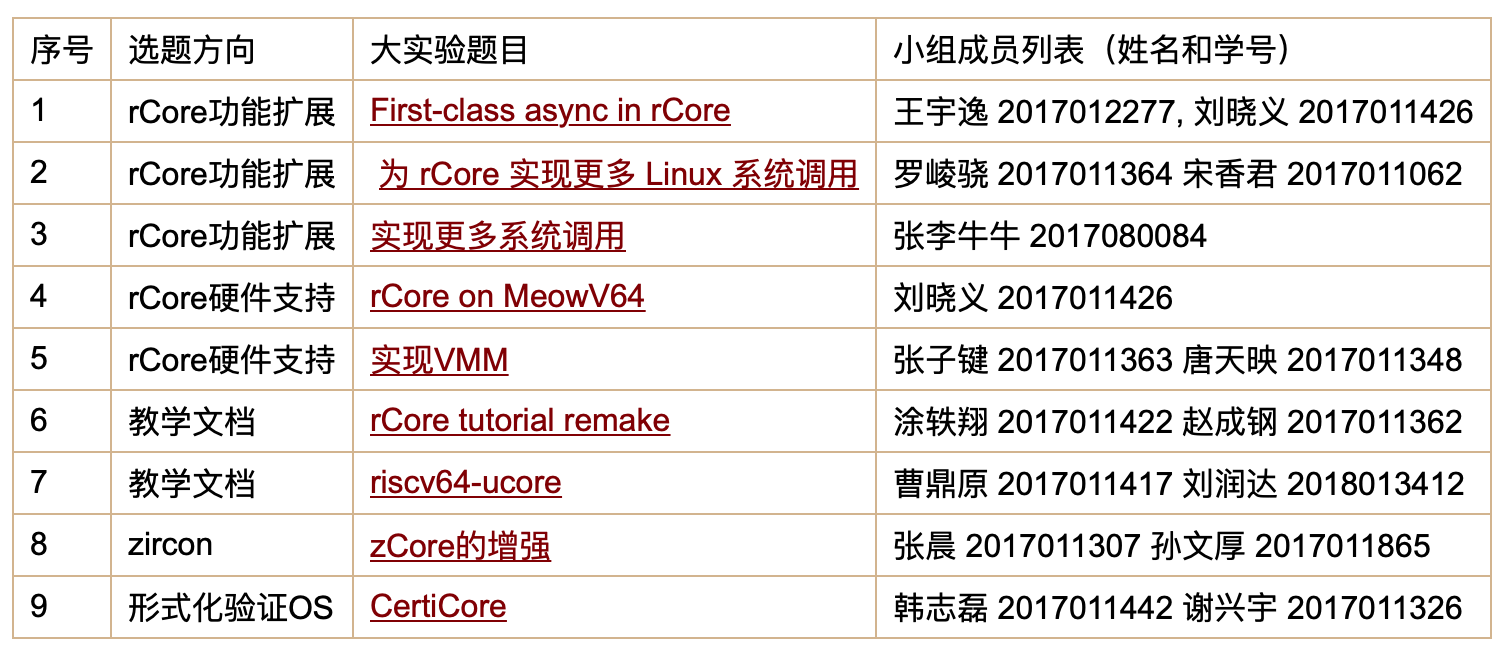 序号 选题方向 大实验题目 小组成员列表（姓名和学号）
1 rCore功能扩展 First-class async in rCore 王宇逸 2017012277, 刘晓义 2017011426
2 rCore功能扩展 为 rCore 实现更多 Linux 系统调用 罗崚骁 2017011364 宋香君 2017011062
3 rCore功能扩展 实现更多系统调用 张李牛牛 2017080084
4 rCore硬件支持 rCore on MeowV64 刘晓义 2017011426
5 rCore硬件支持 实现VMM 张子键 2017011363 唐天映 2017011348
6 教学文档 rCore tutorial remake 涂轶翔 2017011422 赵成钢 2017011362
7 教学文档 riscv64-ucore 曹鼎原 2017011417 刘润达 2018013412
8 zircon zCore的增强 张晨 2017011307 孙文厚 2017011865
9 形式化验证OS CertiCore 韩志磊 2017011442 谢兴宇 2017011326